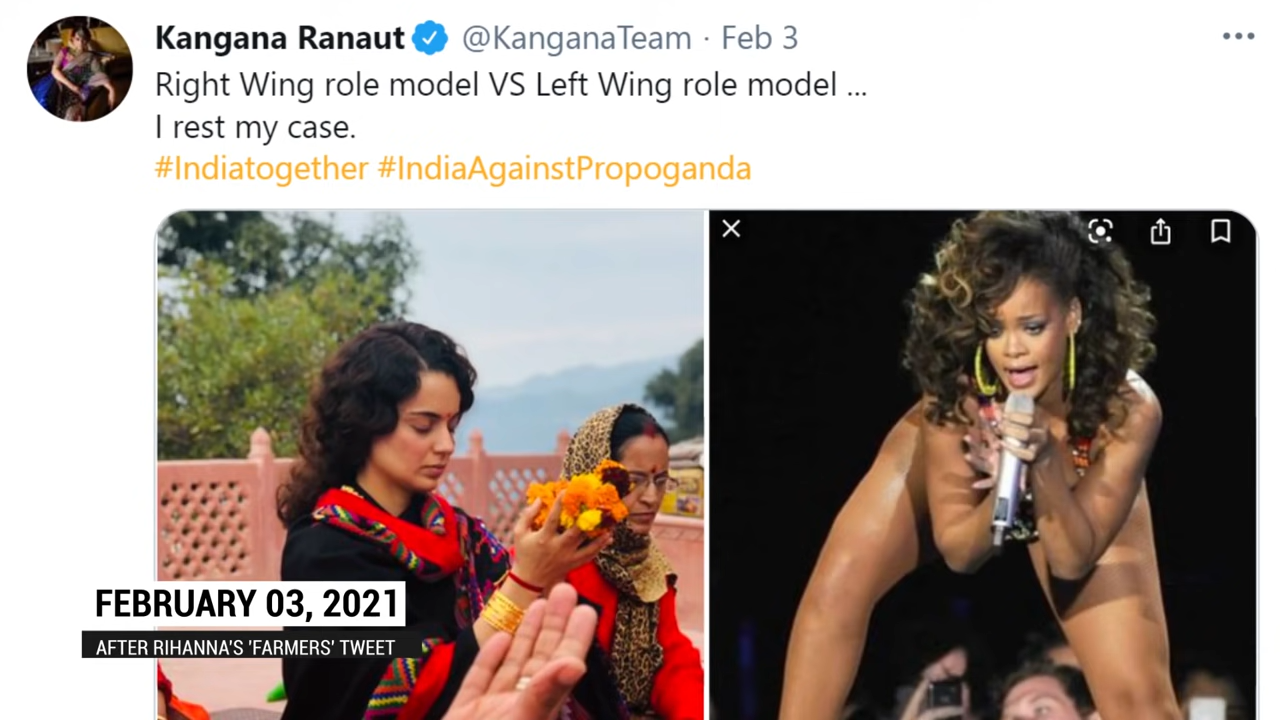 Kangana Ranaut @KanganaTeam · Feb 3
Right Wing role model VS Left Wing role model ...
I rest my case.
#Indiatogether #IndiaAgainstPropoganda
FEBRUARY 03, 2021
AFTER RIHANNA'S 'FARMERS' TWEET